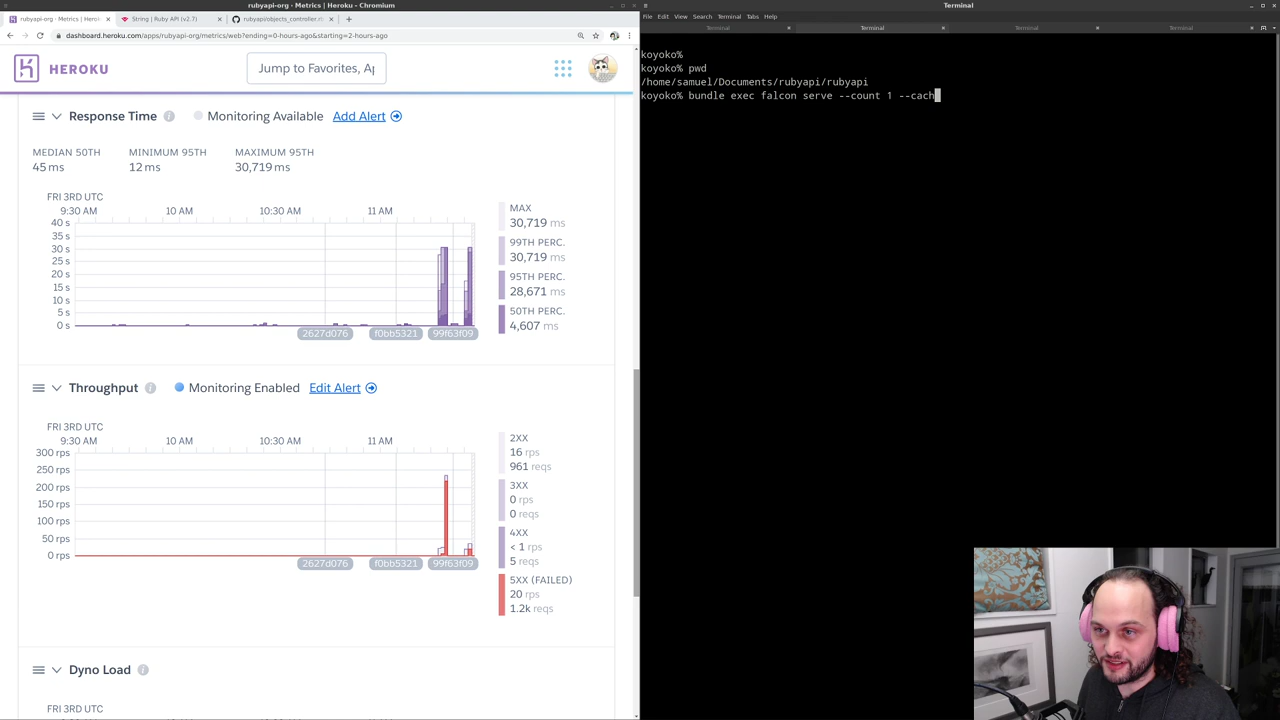 rubyapi-org - Metrics | Heroku - Chromium
rubyapi-org - Metrics | Heroku
String | Ruby API (v2.7)
rubyapi/objects_controller.rb
dashboard.heroku.com/apps/rubyapi-org/metrics/web?ending=0-hours-ago&starting=2-hours-ago
HEROKU
Jump to Favorites, Ap
Response Time
Monitoring Available
Add Alert
MEDIAN 50TH
MINIMUM 95TH
MAXIMUM 95TH
45 ms
12 ms
30,719 ms
FRI 3RD UTC
9:30 AM
10 AM
10:30 AM
11 AM
40 s
35 s
30 s
25 s
20 s
15 s
10 s
5 s
0 s
2627d076
f0bb5321
99f63f09
MAX
30,719 ms
99TH PERC.
30,719 ms
95TH PERC.
28,671 ms
50TH PERC.
4,607 ms
Throughput
Monitoring Enabled
Edit Alert
FRI 3RD UTC
9:30 AM
10 AM
10:30 AM
11 AM
300 rps
250 rps
200 rps
150 rps
100 rps
50 rps
0 rps
2627d076
f0bb5321
99f63f09
2XX
16 rps
961 reqs
3XX
0 rps
0 reqs
4XX
< 1 rps
5 reqs
5XX (FAILED)
20 rps
1.2k reqs
Dyno Load
Terminal
File Edit View Search Terminal Tabs Help
Terminal
Terminal
Terminal
Terminal
koyoko%
koyoko% pwd
/home/samuel/Documents/rubyapi/rubyapi
koyoko% bundle exec falcon serve --count 1 --cach